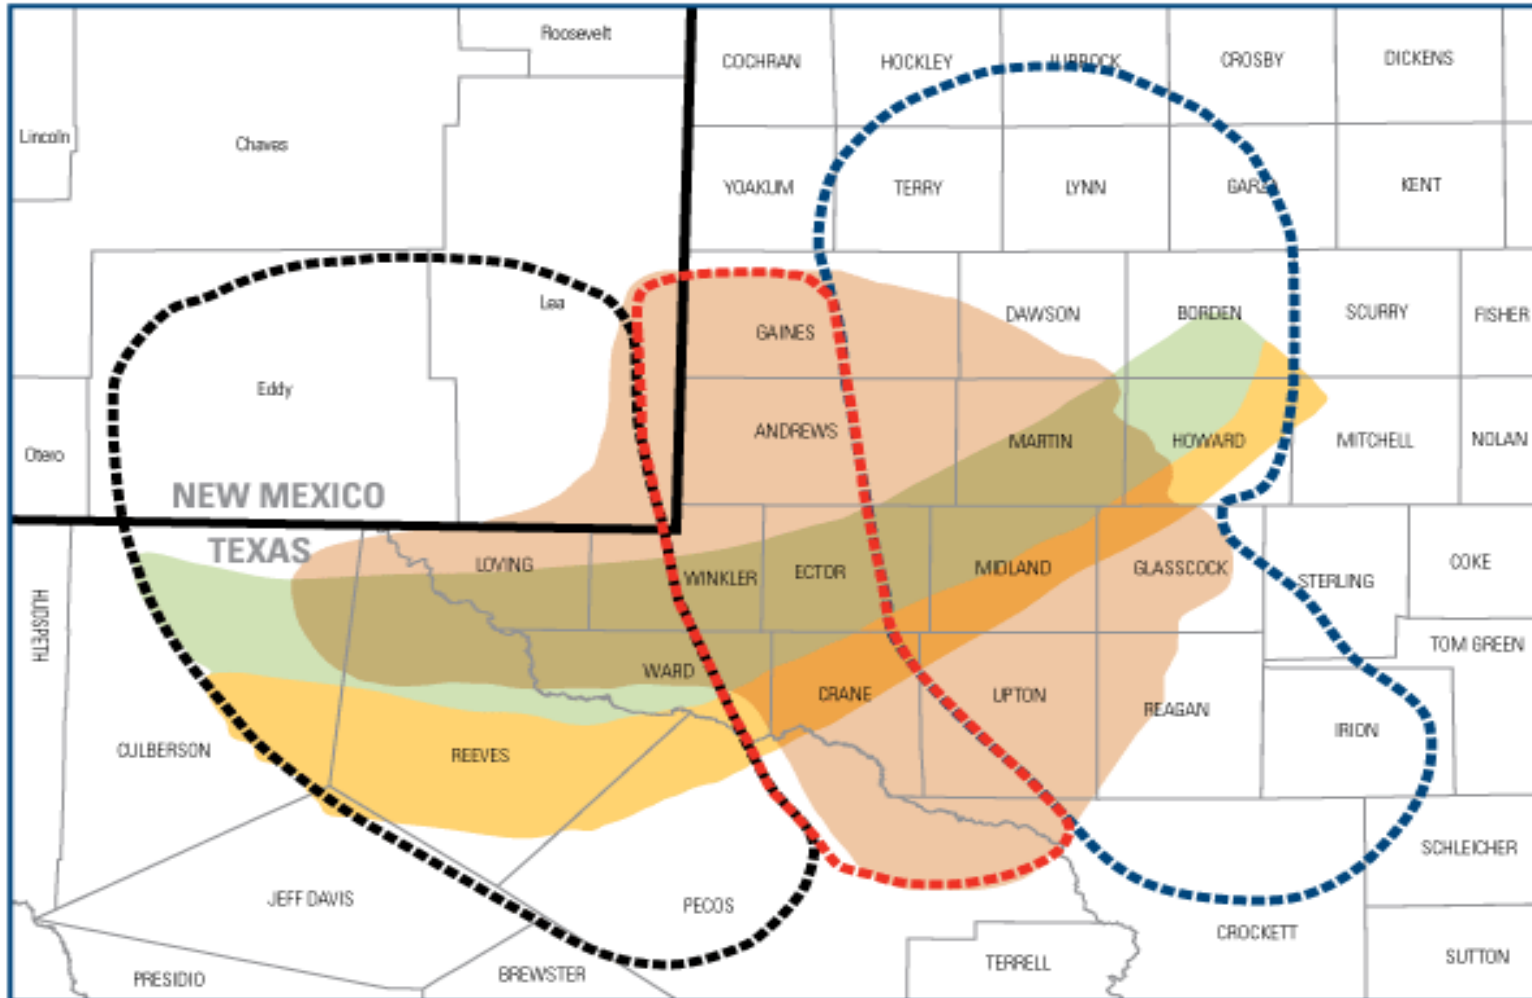 Roosevelt
COCHRAN
HOCKLEY
LUBBOCK
CROSBY
DICKENS
Lincoln
Chaves
YOAKUM
TERRY
LYNN
GARZA
KENT
Lea
GAINES
DAWSON
BORDEN
SCURRY
FISHER
Eddy
Otero
ANDREWS
MARTIN
HOWARD
MITCHELL
NOLAN
NEW MEXICO
TEXAS
HUDSPETH
LOVING
WINKLER
ECTOR
MIDLAND
GLASSCOCK
STERLING
COKE
TOM GREEN
WARD
CRANE
UPTON
REAGAN
IRION
CULBERSON
REEVES
SCHLEICHER
JEFF DAVIS
PECOS
CROCKETT
PRESIDIO
BREWSTER
TERRELL
SUTTON